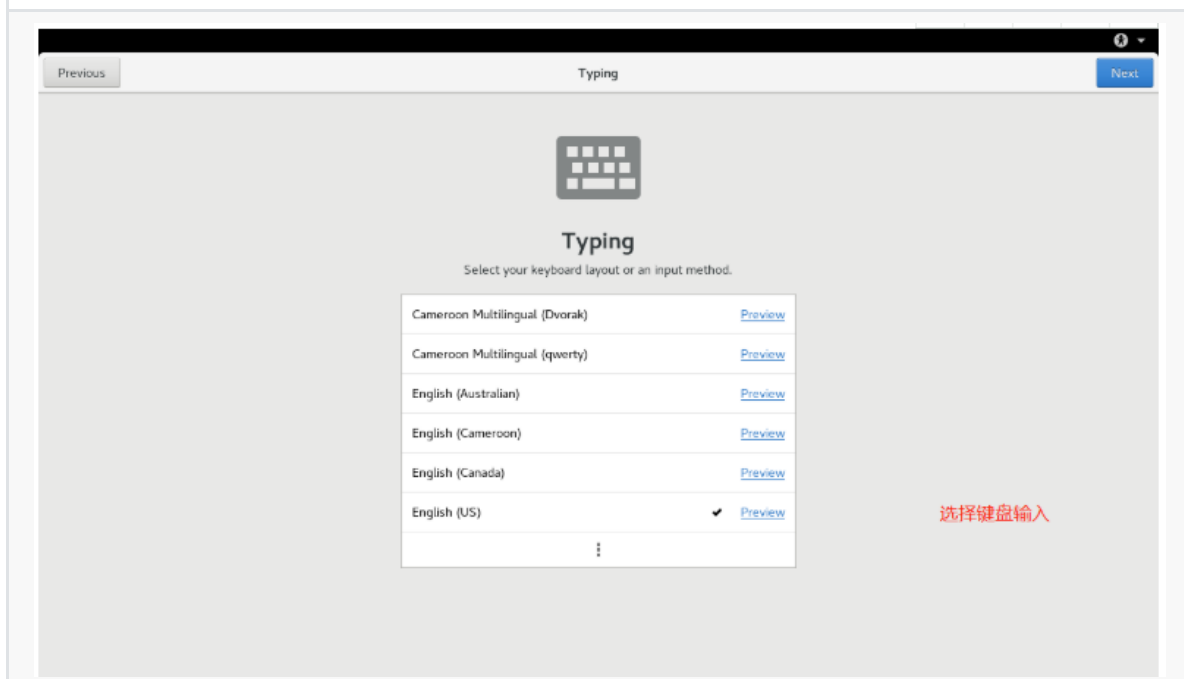 Previous
Typing
Next
Typing
Select your keyboard layout or an input method.
Cameroon Multilingual (Dvorak) Preview
Cameroon Multilingual (qwerty) Preview
English (Australian) Preview
English (Cameroon) Preview
English (Canada) Preview
English (US) Preview
选择键盘输入